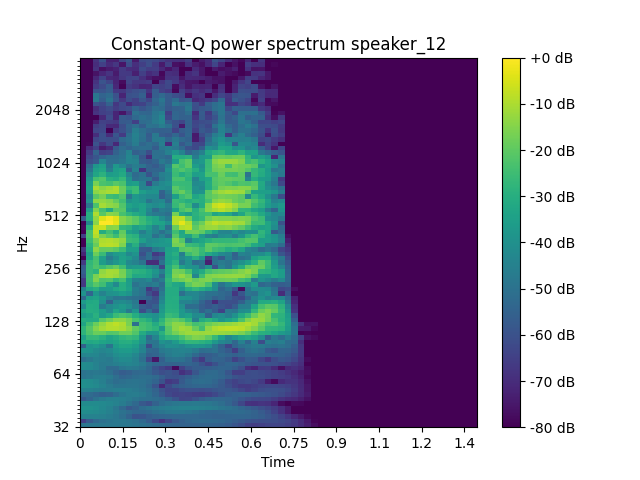 Constant-Q power spectrum speaker_12
Hz
2048
1024
512
256
128
64
32
0 0.15 0.3 0.45 0.6 0.75 0.9 1.1 1.2 1.4
Time
+0 dB
-10 dB
-20 dB
-30 dB
-40 dB
-50 dB
-60 dB
-70 dB
-80 dB